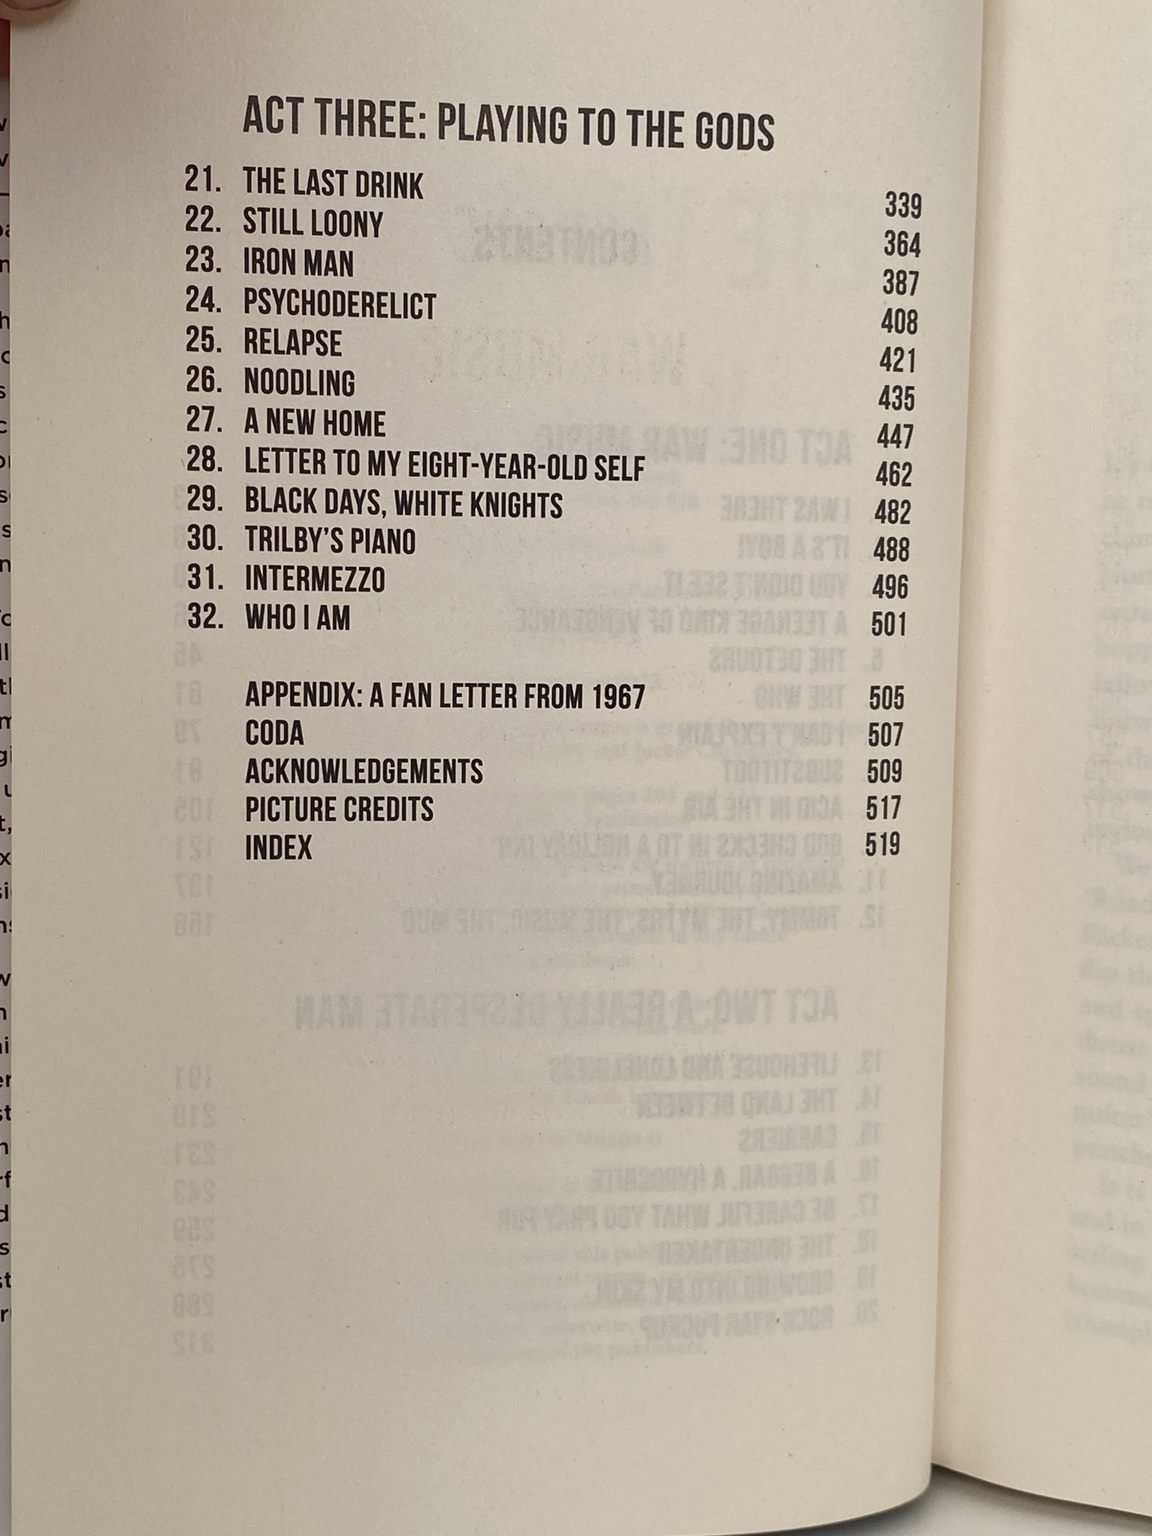 ACT THREE: PLAYING TO THE GODS
21. THE LAST DRINK 339
22. STILL LOONY 364
23. IRON MAN 387
24. PSYCHODERELICT 408
25. RELAPSE 421
26. NOODLING 435
27. A NEW HOME 447
28. LETTER TO MY EIGHT-YEAR-OLD SELF 462
29. BLACK DAYS, WHITE KNIGHTS 482
30. TRILBY'S PIANO 488
31. INTERMEZZO 496
32. WHO I AM 501
APPENDIX: A FAN LETTER FROM 1967 505
CODA 507
ACKNOWLEDGEMENTS 509
PICTURE CREDITS 517
INDEX 519